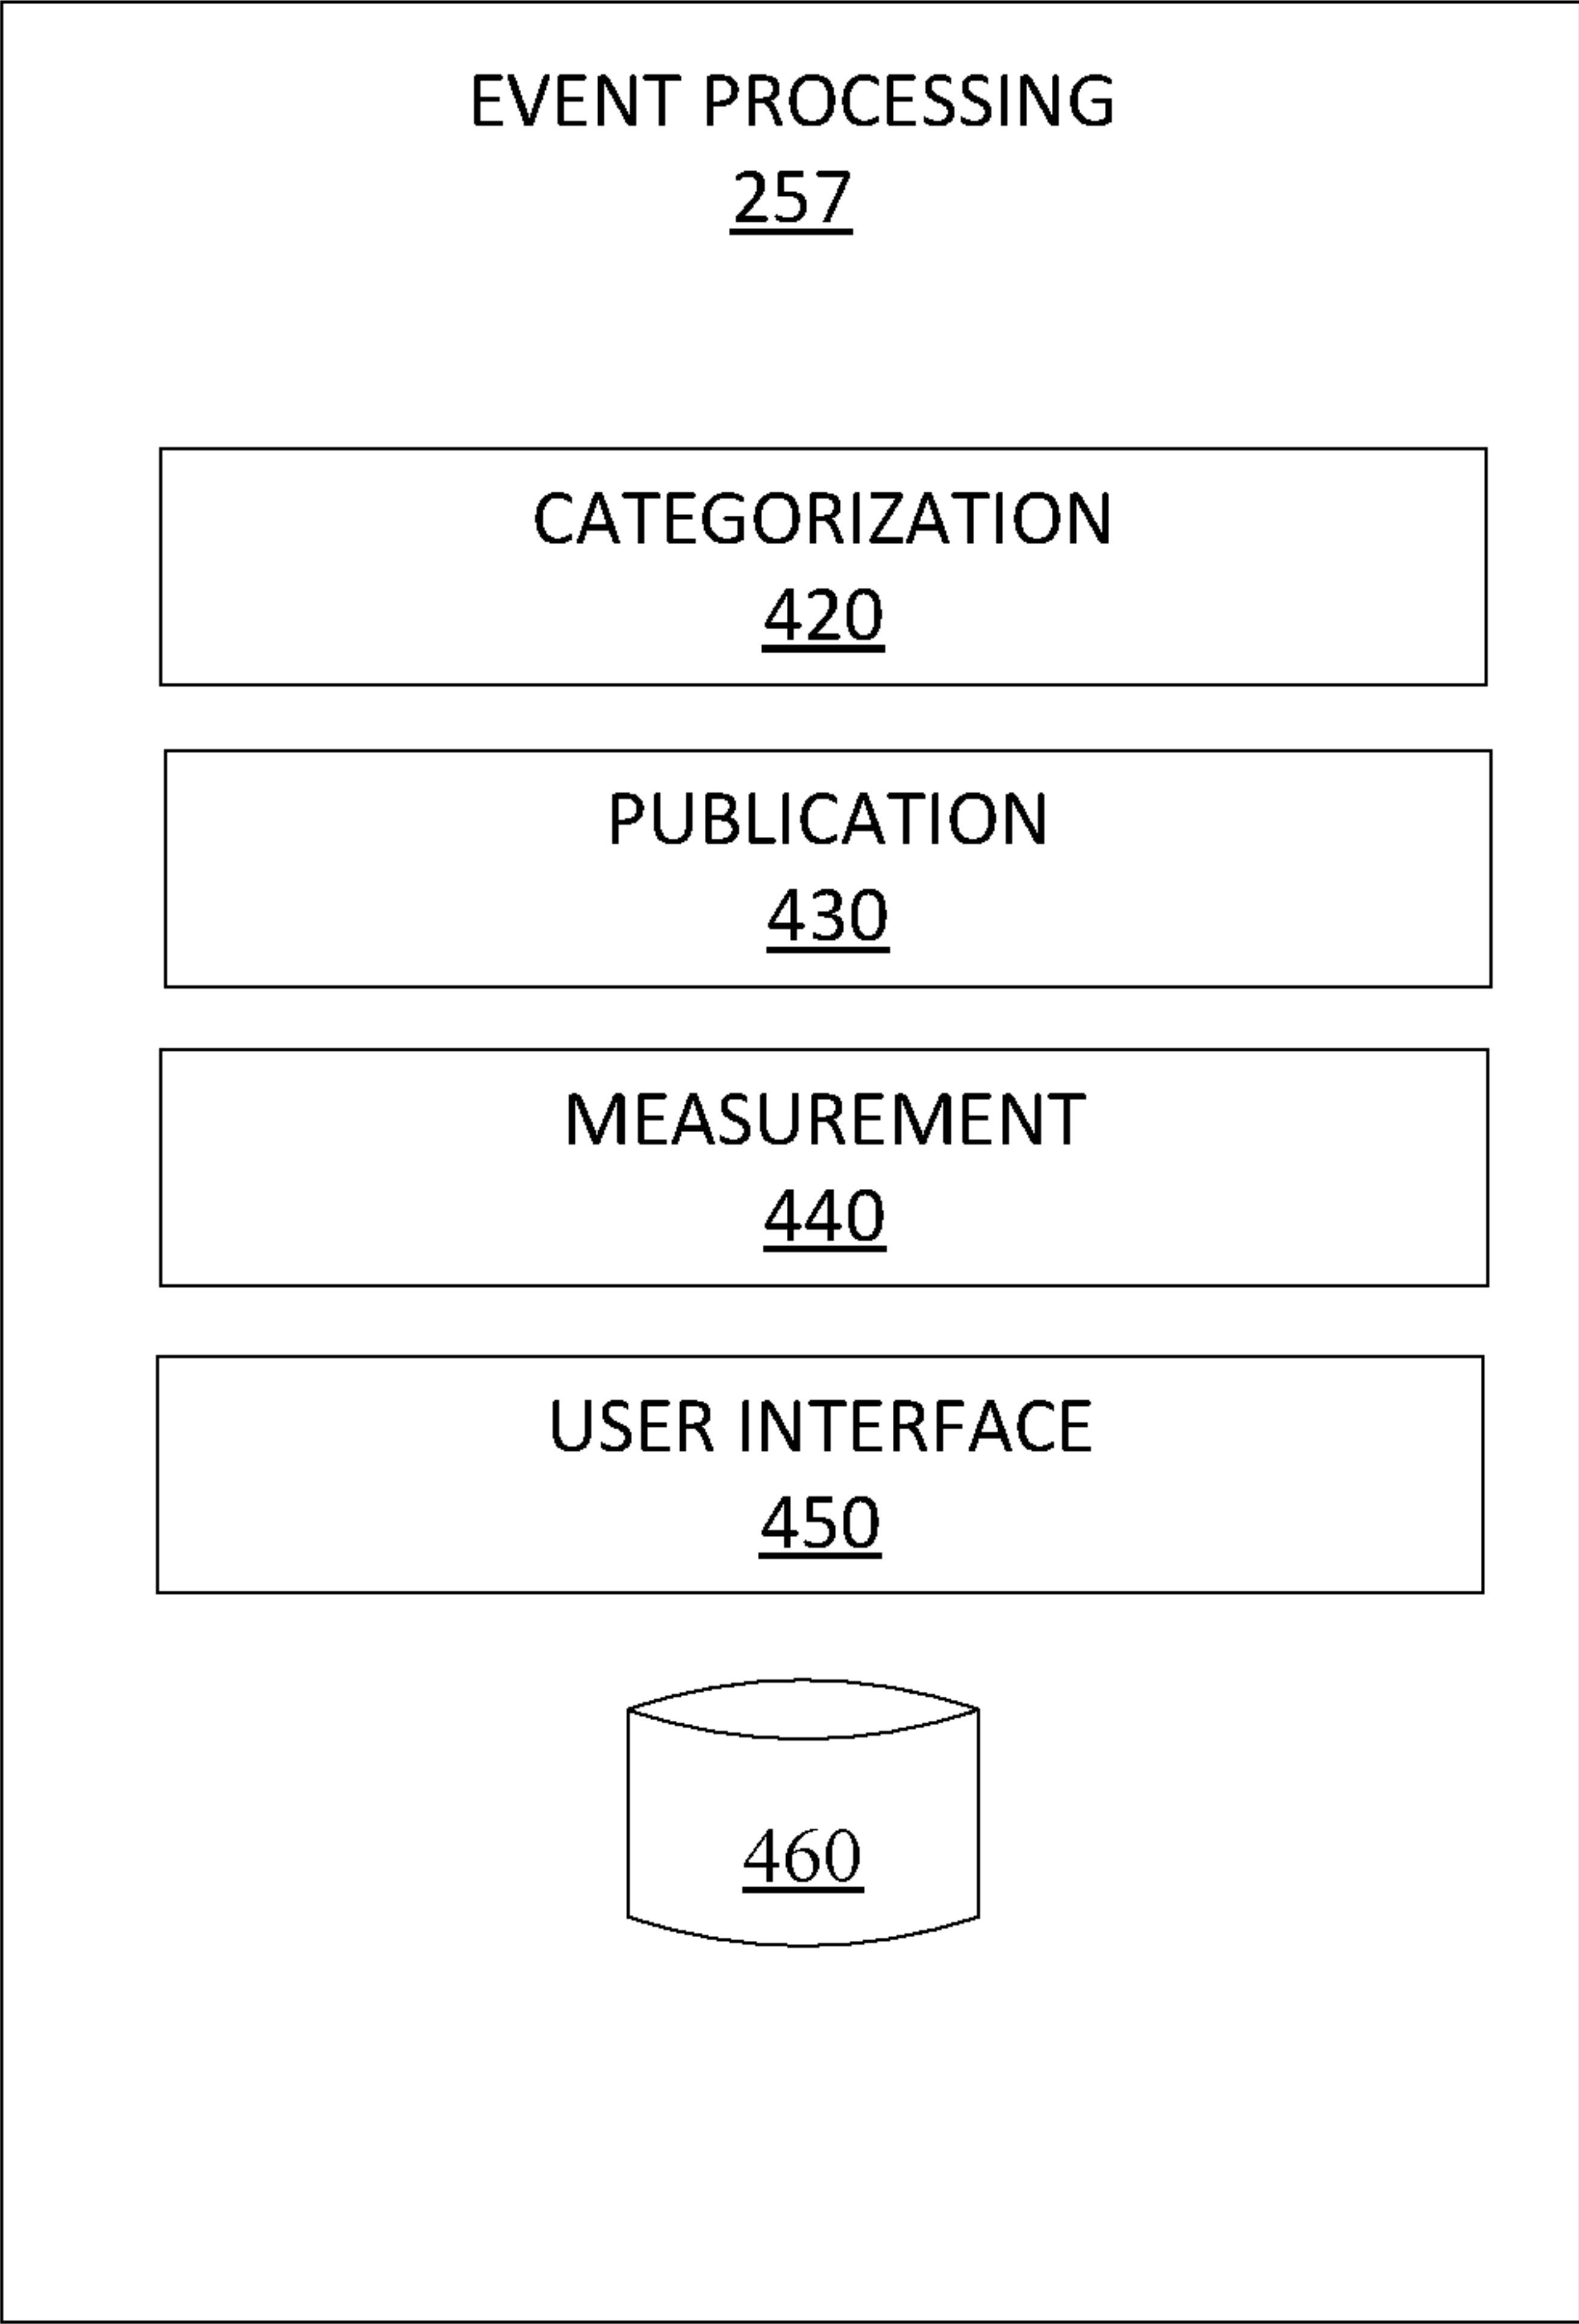 EVENT PROCESSING
257
CATEGORIZATION
420
PUBLICATION
430
MEASUREMENT
440
USER INTERFACE
450
460